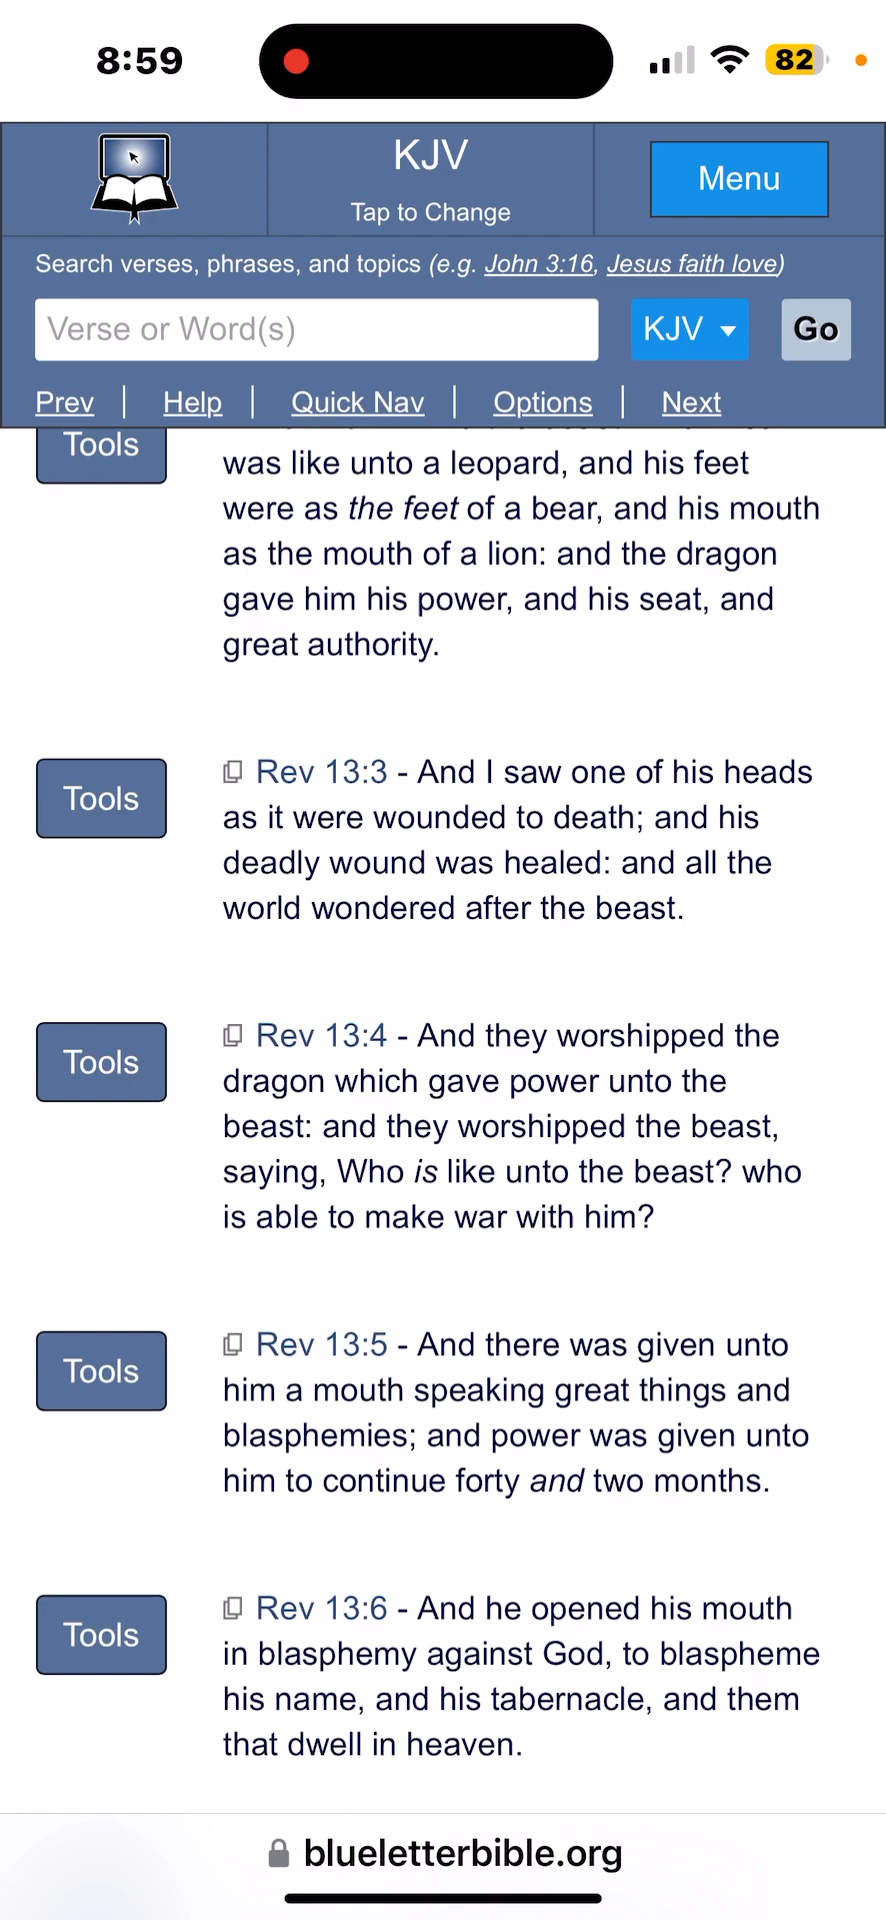 8:59
82
KJV
Tap to Change
Menu
Search verses, phrases, and topics (e.g. John 3:16, Jesus faith love)
Verse or Word(s)
KJV
Go
Prev | Help | Quick Nav | Options | Next
Tools
was like unto a leopard, and his feet
were as the feet of a bear, and his mouth
as the mouth of a lion: and the dragon
gave him his power, and his seat, and
great authority.
Tools
Rev 13:3 - And I saw one of his heads
as it were wounded to death; and his
deadly wound was healed: and all the
world wondered after the beast.
Tools
Rev 13:4 - And they worshipped the
dragon which gave power unto the
beast: and they worshipped the beast,
saying, Who is like unto the beast? who
is able to make war with him?
Tools
Rev 13:5 - And there was given unto
him a mouth speaking great things and
blasphemies; and power was given unto
him to continue forty and two months.
Tools
Rev 13:6 - And he opened his mouth
in blasphemy against God, to blaspheme
his name, and his tabernacle, and them
that dwell in heaven.
blueletterbible.org